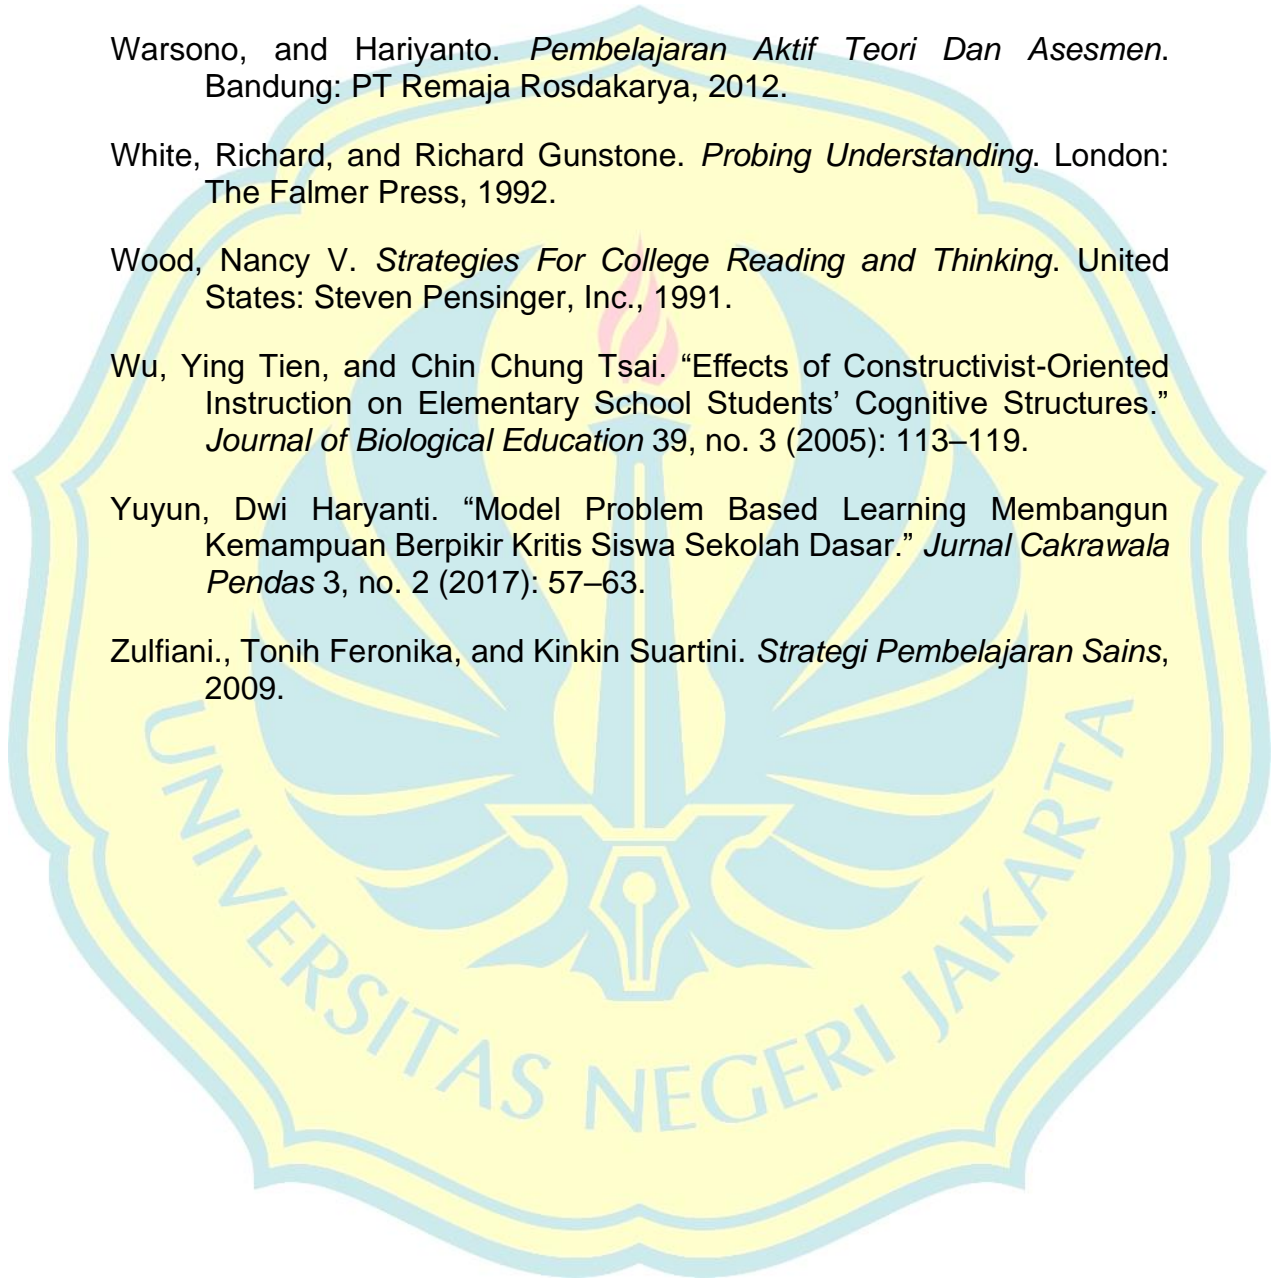 Warsono, and Hariyanto. Pembelajaran Aktif Teori Dan Asesmen.
Bandung: PT Remaja Rosdakarya, 2012.
White, Richard, and Richard Gunstone. Probing Understanding. London:
The Falmer Press, 1992.
Wood, Nancy V. Strategies For College Reading and Thinking. United
States: Steven Pensinger, Inc., 1991.
Wu, Ying Tien, and Chin Chung Tsai. “Effects of Constructivist-Oriented
Instruction on Elementary School Students’ Cognitive Structures.”
Journal of Biological Education 39, no. 3 (2005): 113–119.
Yuyun, Dwi Haryanti. “Model Problem Based Learning Membangun
Kemampuan Berpikir Kritis Siswa Sekolah Dasar.” Jurnal Cakrawala
Pendas 3, no. 2 (2017): 57–63.
Zulfiani., Tonih Feronika, and Kinkin Suartini. Strategi Pembelajaran Sains,
2009.
UNIVERSITAS NEGERI JAKARTA